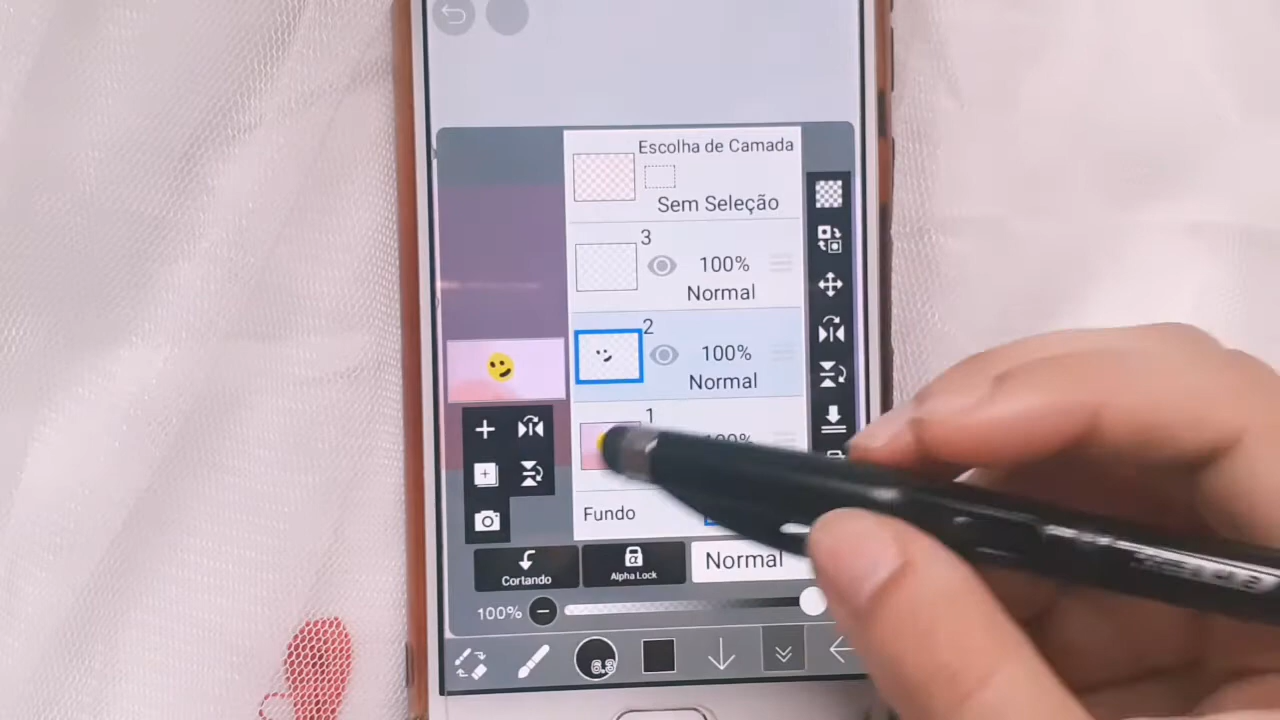 Escolha de Camada
Sem Seleção
3
100%
Normal
2
100%
Normal
1
100%
Fundo
Cortando
α
Alpha Lock
Normal
100%
6.3